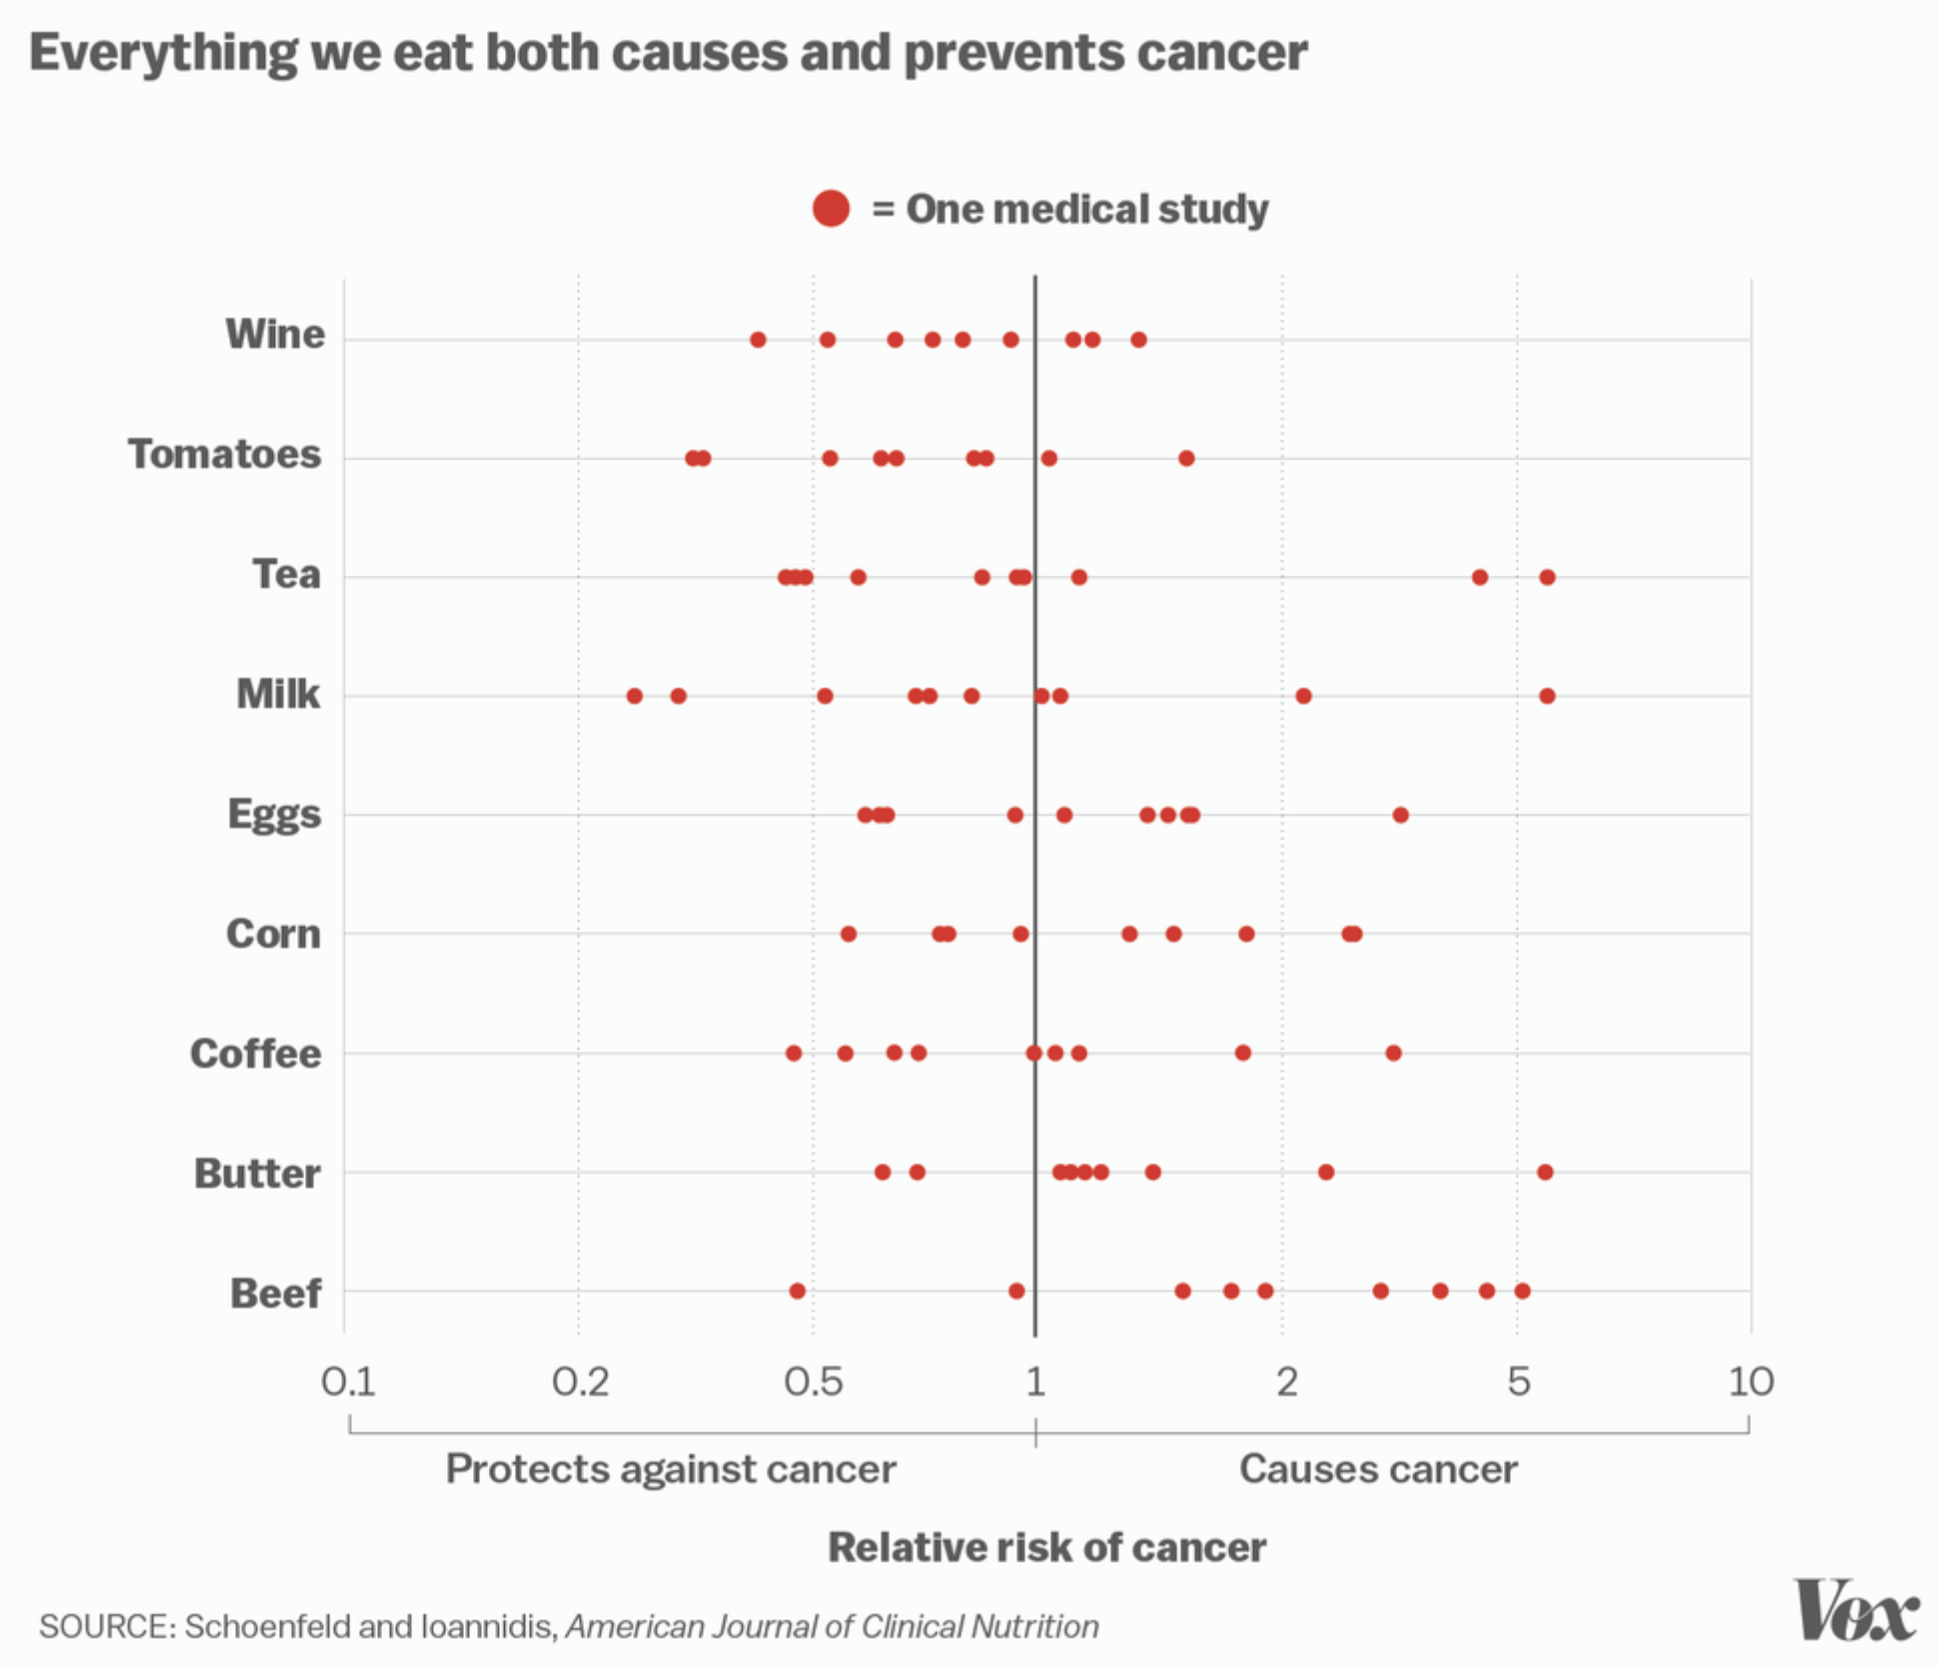 Everything we eat both causes and prevents cancer
= One medical study
Wine
Tomatoes
Tea
Milk
Eggs
Corn
Coffee
Butter
Beef
0.1 0.2 0.5 1 2 5 10
Protects against cancer Causes cancer
Relative risk of cancer
SOURCE: Schoenfeld and Ioannidis, American Journal of Clinical Nutrition
Vox